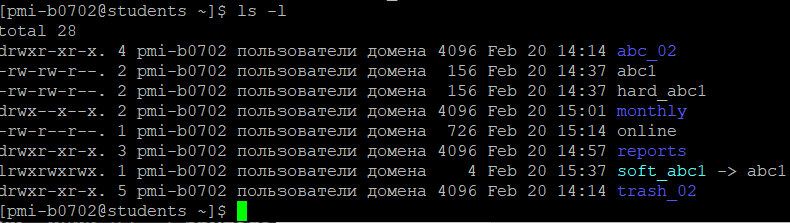 [pmi-b0702@students ~]$ ls -l
total 28
drwxr-xr-x. 4 pmi-b0702 пользователи домена 4096 Feb 20 14:14 abc_02
-rw-rw-r--. 2 pmi-b0702 пользователи домена 156 Feb 20 14:37 abc1
-rw-rw-r--. 2 pmi-b0702 пользователи домена 156 Feb 20 14:37 hard_abc1
drwx--x--x. 2 pmi-b0702 пользователи домена 4096 Feb 20 15:01 monthly
-rw-r--r--. 1 pmi-b0702 пользователи домена 726 Feb 20 15:14 online
drwxr-xr-x. 3 pmi-b0702 пользователи домена 4096 Feb 20 14:57 reports
lrwxrwxrwx. 1 pmi-b0702 пользователи домена 4 Feb 20 15:37 soft_abc1 -> abc1
drwxr-xr-x. 5 pmi-b0702 пользователи домена 4096 Feb 20 14:14 trash_02
[pmi-b0702@students ~]$